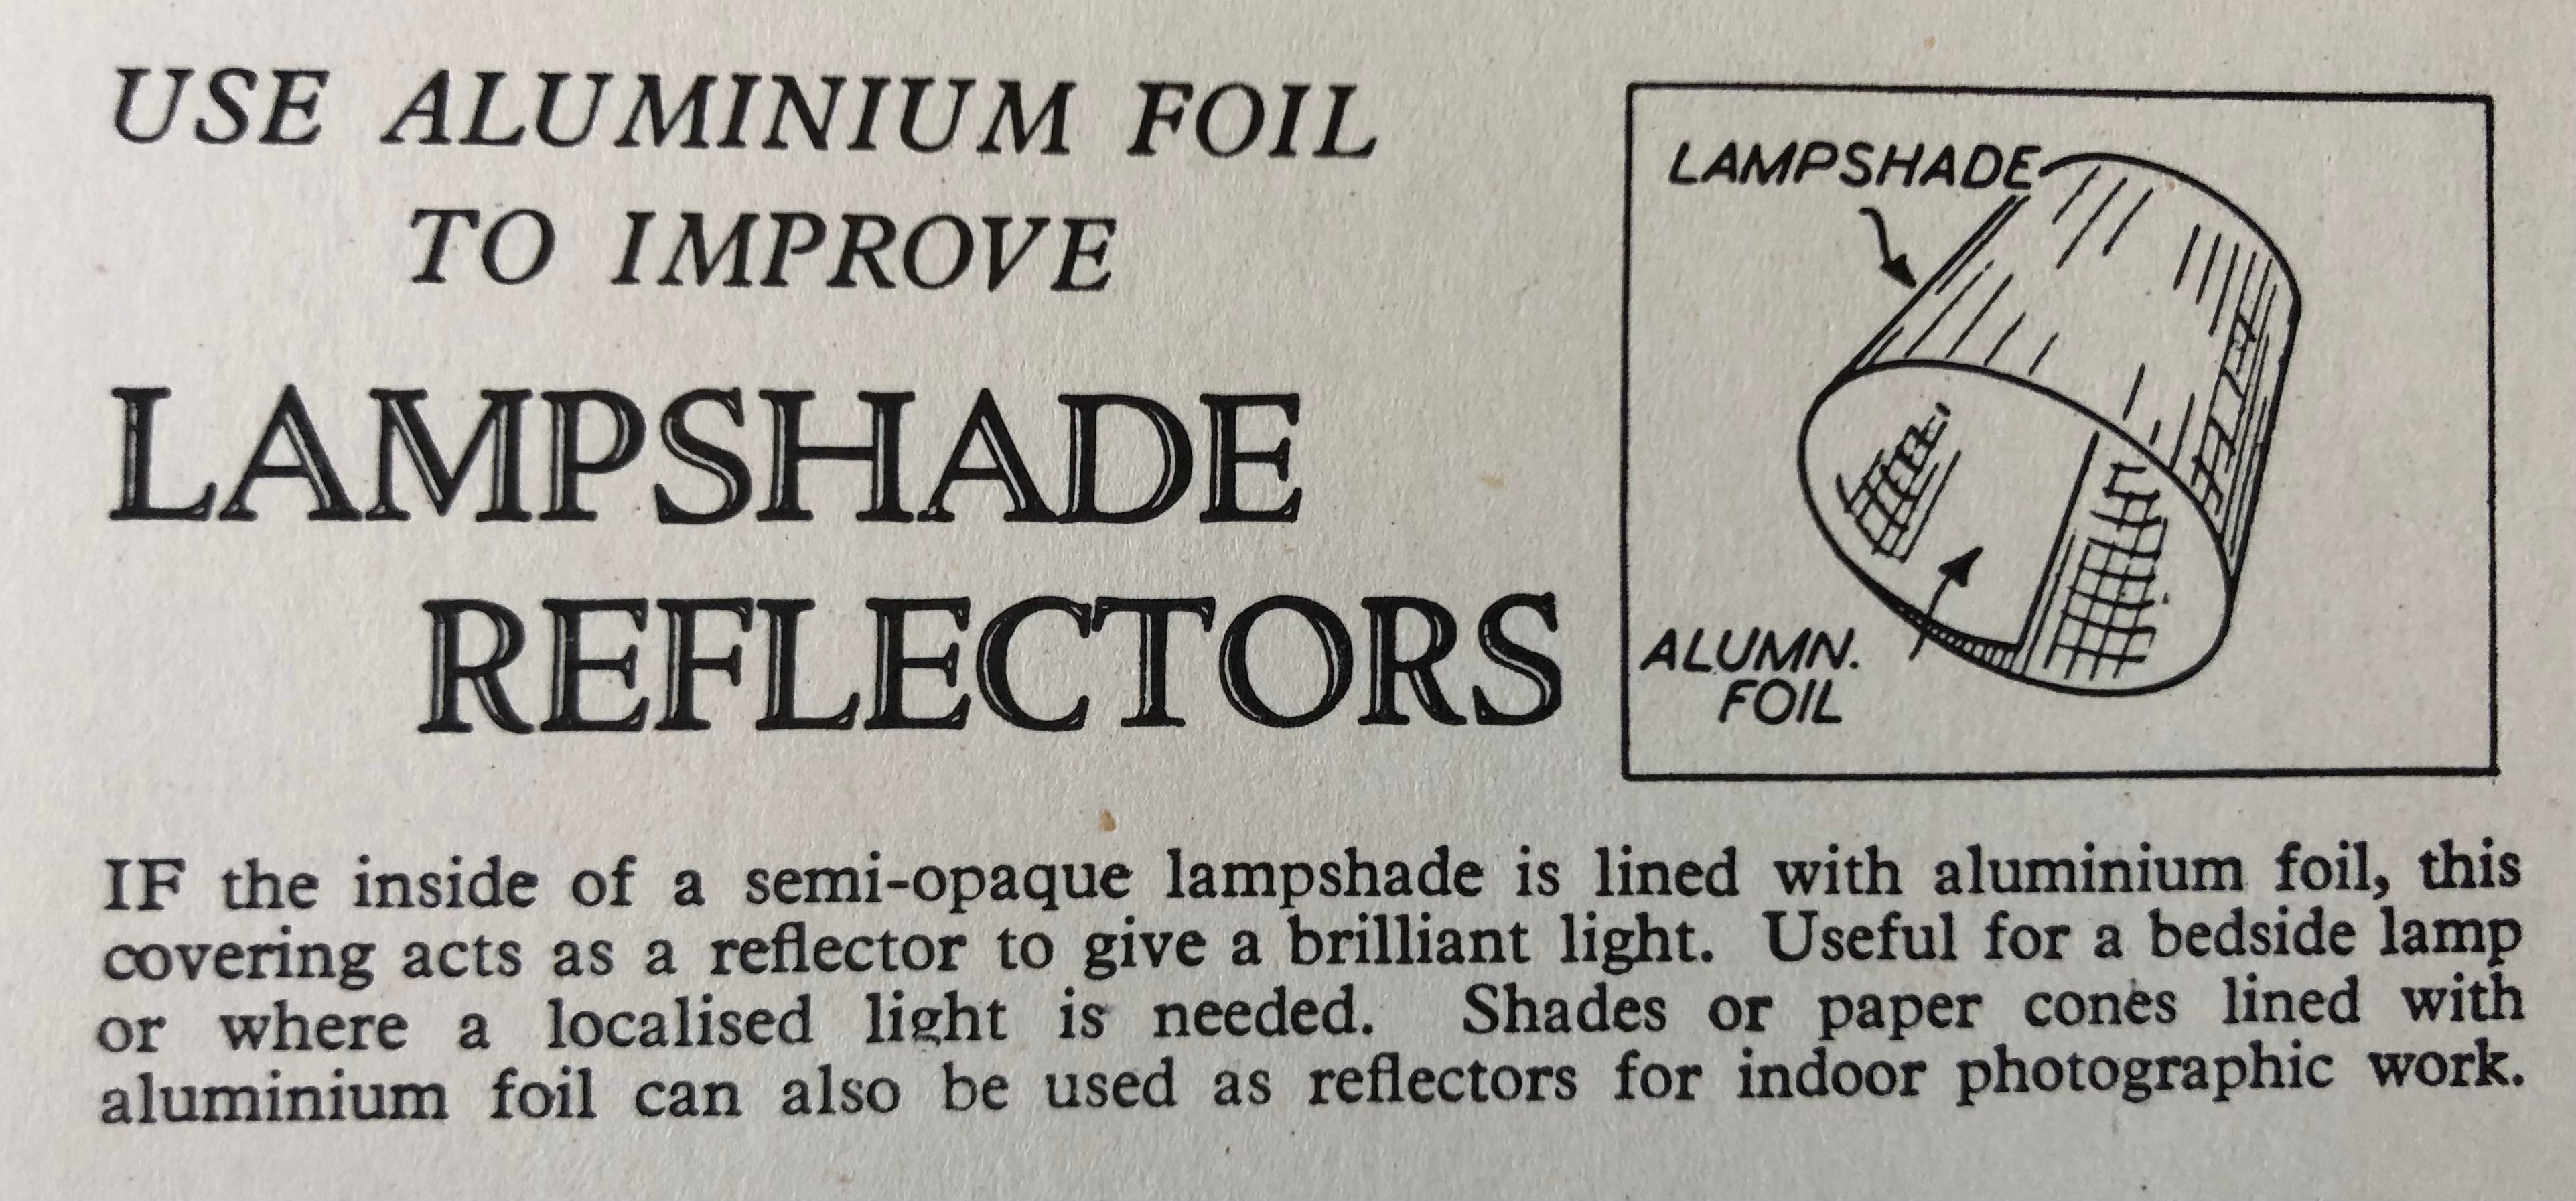 USE ALUMINIUM FOIL
TO IMPROVE
LAMPSHADE
REFLECTORS
LAMPSHADE
ALUMN.
FOIL
IF the inside of a semi-opaque lampshade is lined with aluminium foil, this
covering acts as a reflector to give a brilliant light. Useful for a bedside lamp
or where a localised light is needed. Shades or paper cones lined with
aluminium foil can also be used as reflectors for indoor photographic work.